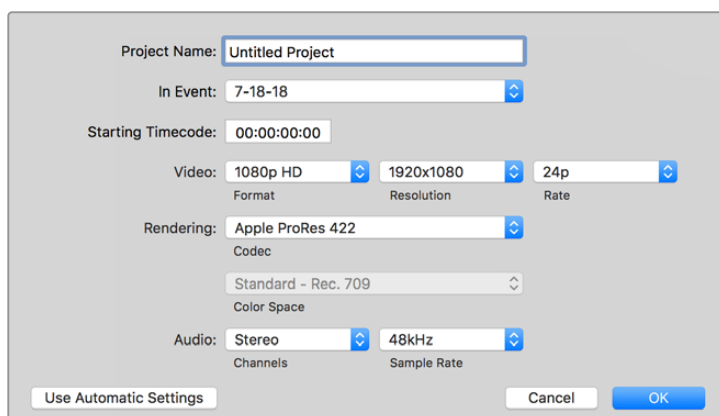 Project Name: Untitled Project
In Event: 7-18-18
Starting Timecode: 00:00:00:00
Video: 1080p HD 1920x1080 24p
Format Resolution Rate
Rendering: Apple ProRes 422
Codec
Standard - Rec. 709
Color Space
Audio: Stereo 48kHz
Channels Sample Rate
Use Automatic Settings Cancel OK